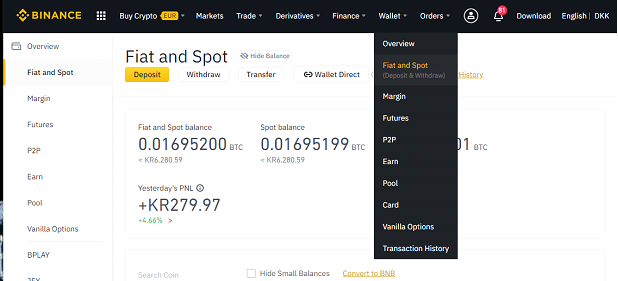 BINANCE
Buy Crypto EUR Markets Trade Derivatives Finance Wallet Orders 81 Download English DKK
Overview
Fiat and Spot
Margin
Futures
P2P
Earn
Pool
Vanilla Options
BPLAY
Fiat and Spot
Hide Balance
Deposit Withdraw Transfer Wallet Direct History
Fiat and Spot balance
0.01695200 BTC
≈ KR6,280.59
Spot balance
0.01695199 BTC
≈ KR6,280.59
01 BTC
Yesterday's PNL
+KR279.97
+4.66% >
Search Coin Hide Small Balances Convert to BNB
Overview
Fiat and Spot
(Deposit & Withdraw)
Margin
Futures
P2P
Earn
Pool
Card
Vanilla Options
Transaction History